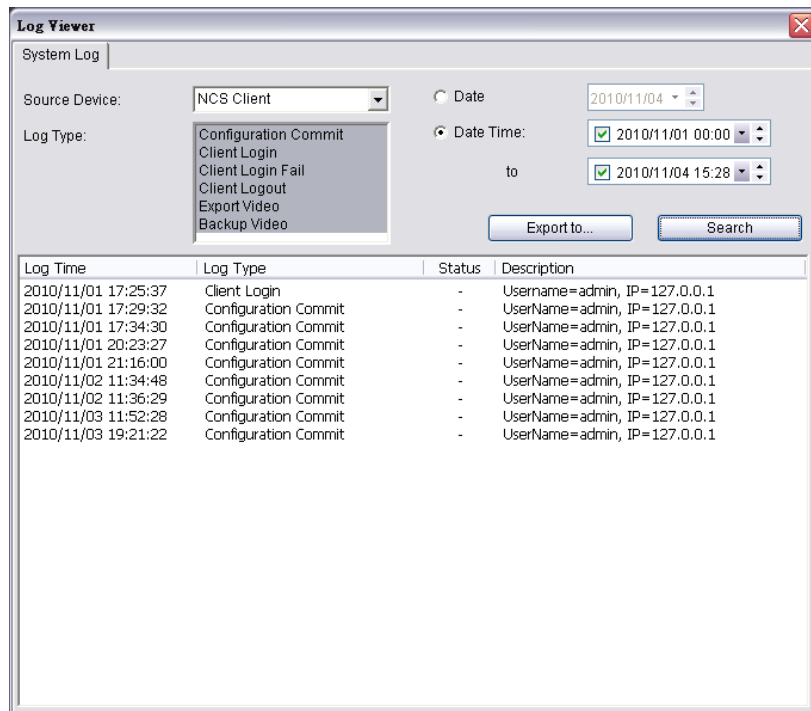 Log Viewer
System Log
Source Device:
NCS Client
Date
2010/11/04
Log Type:
Configuration Commit
Client Login
Client Login Fail
Client Logout
Export Video
Backup Video
Date Time:
2010/11/01 00:00
to
2010/11/04 15:28
Export to...
Search
Log Time Log Type Status Description
2010/11/01 17:25:37 Client Login - Username=admin, IP=127.0.0.1
2010/11/01 17:29:32 Configuration Commit - UserName=admin, IP=127.0.0.1
2010/11/01 17:34:30 Configuration Commit - UserName=admin, IP=127.0.0.1
2010/11/01 20:23:27 Configuration Commit - UserName=admin, IP=127.0.0.1
2010/11/01 21:16:00 Configuration Commit - UserName=admin, IP=127.0.0.1
2010/11/02 11:34:48 Configuration Commit - UserName=admin, IP=127.0.0.1
2010/11/02 11:36:29 Configuration Commit - UserName=admin, IP=127.0.0.1
2010/11/03 11:52:28 Configuration Commit - UserName=admin, IP=127.0.0.1
2010/11/03 19:21:22 Configuration Commit - UserName=admin, IP=127.0.0.1